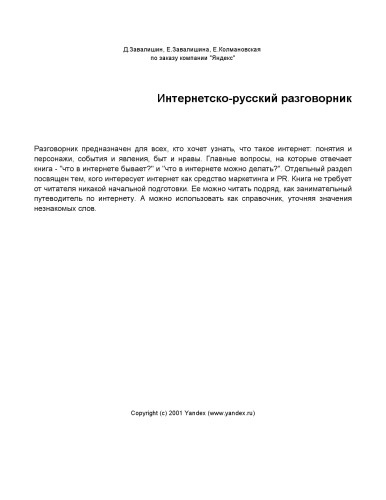 Д.Завалишин, Е.Завалишина, Е.Колмановская
по заказу компании "Яндекс"
Интернетско-русский разговорник
Разговорник предназначен для всех, кто хочет узнать, что такое интернет: понятия и
персонажи, события и явления, быт и нравы. Главные вопросы, на которые отвечает
книга - "что в интернете бывает?" и "что в интернете можно делать?". Отдельный раздел
посвящен тем, кого интересует интернет как средство маркетинга и PR. Книга не требует
от читателя никакой начальной подготовки. Ее можно читать подряд, как занимательный
путеводитель по интернету. А можно использовать как справочник, уточняя значения
незнакомых слов.
Copyright (c) 2001 Yandex (www.yandex.ru)